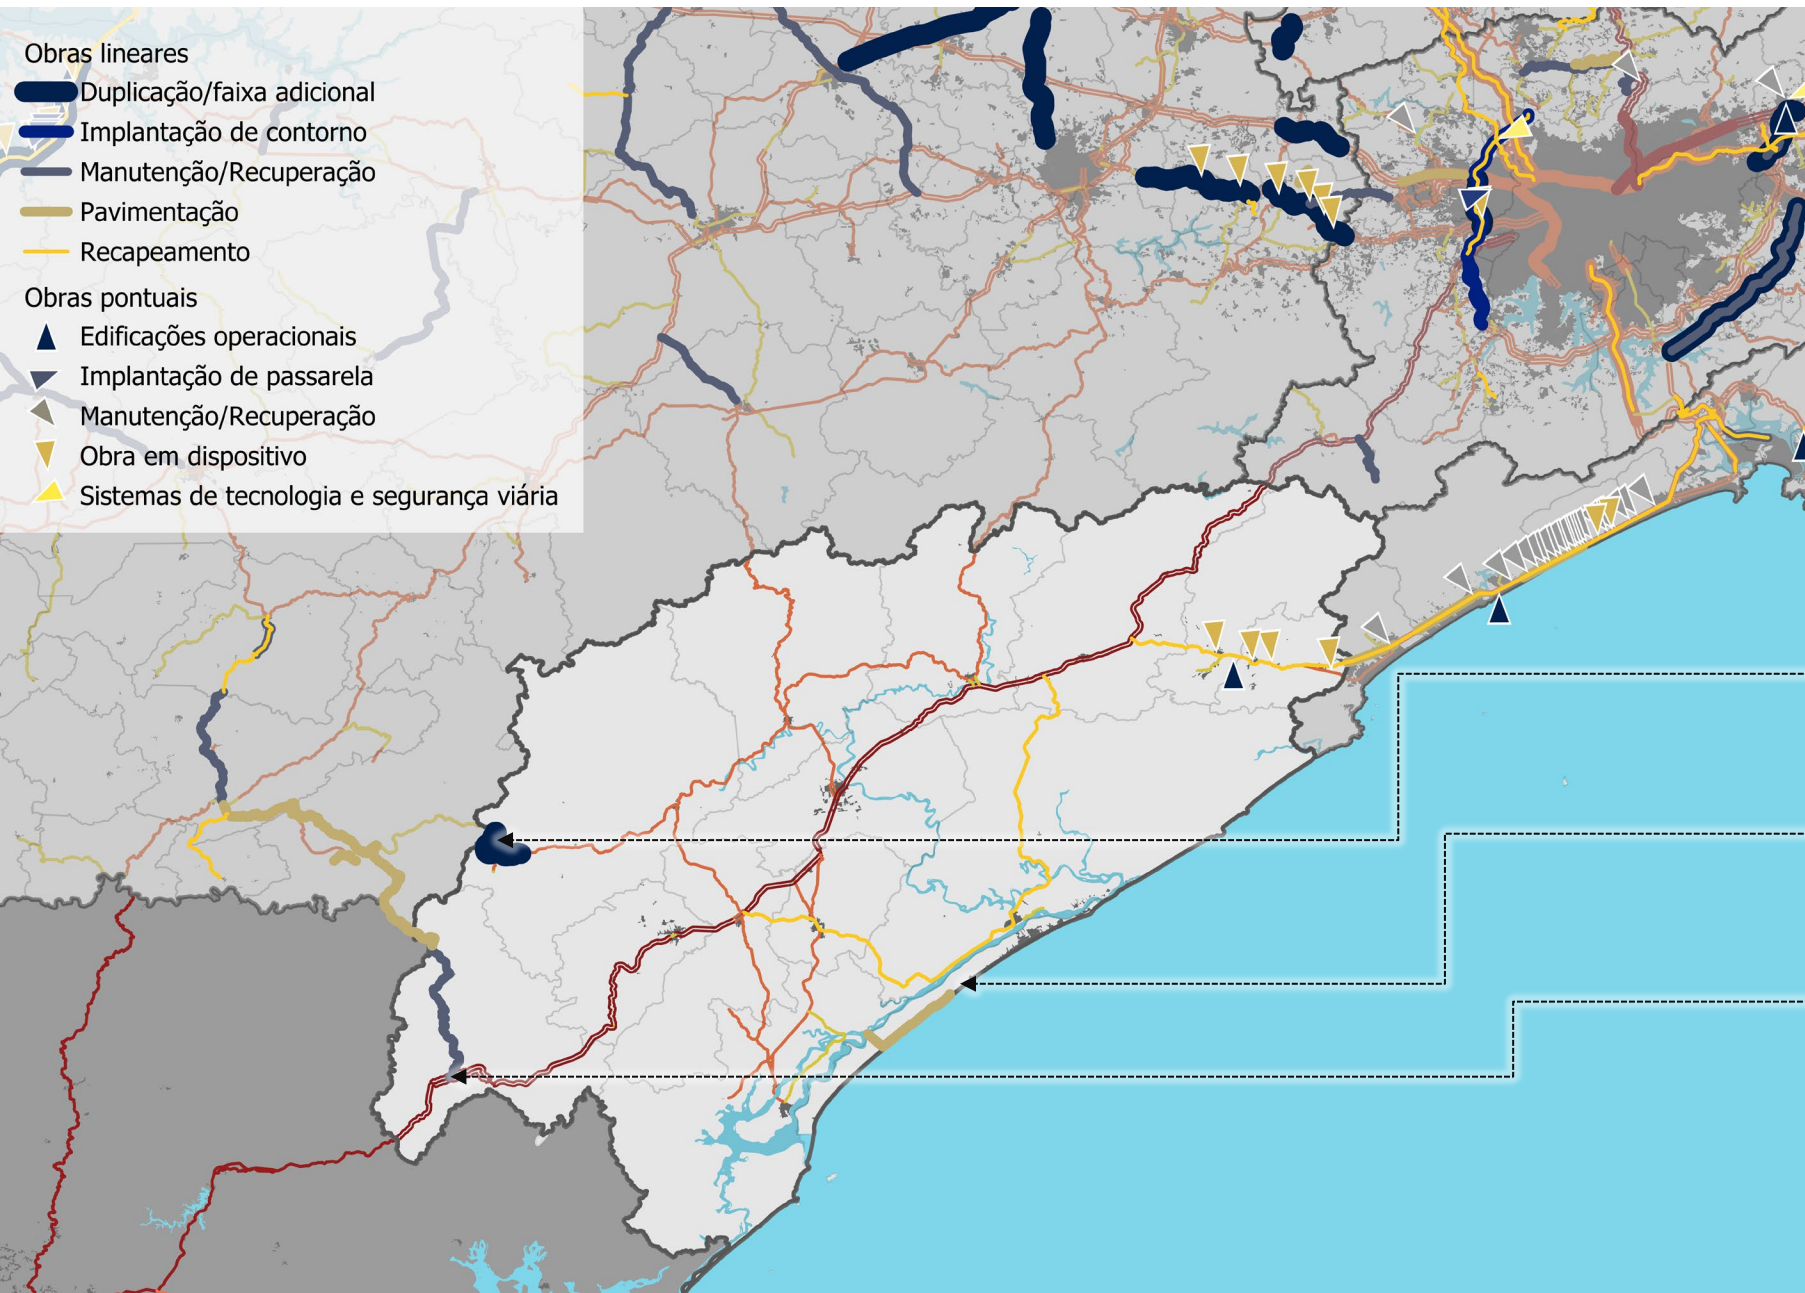 Obras lineares
Duplicação/faixa adicional
Implantação de contorno
Manutenção/Recuperação
Pavimentação
Recapeamento
Obras pontuais
Edificações operacionais
Implantação de passarela
Manutenção/Recuperação
Obra em dispositivo
Sistemas de tecnologia e segurança viária